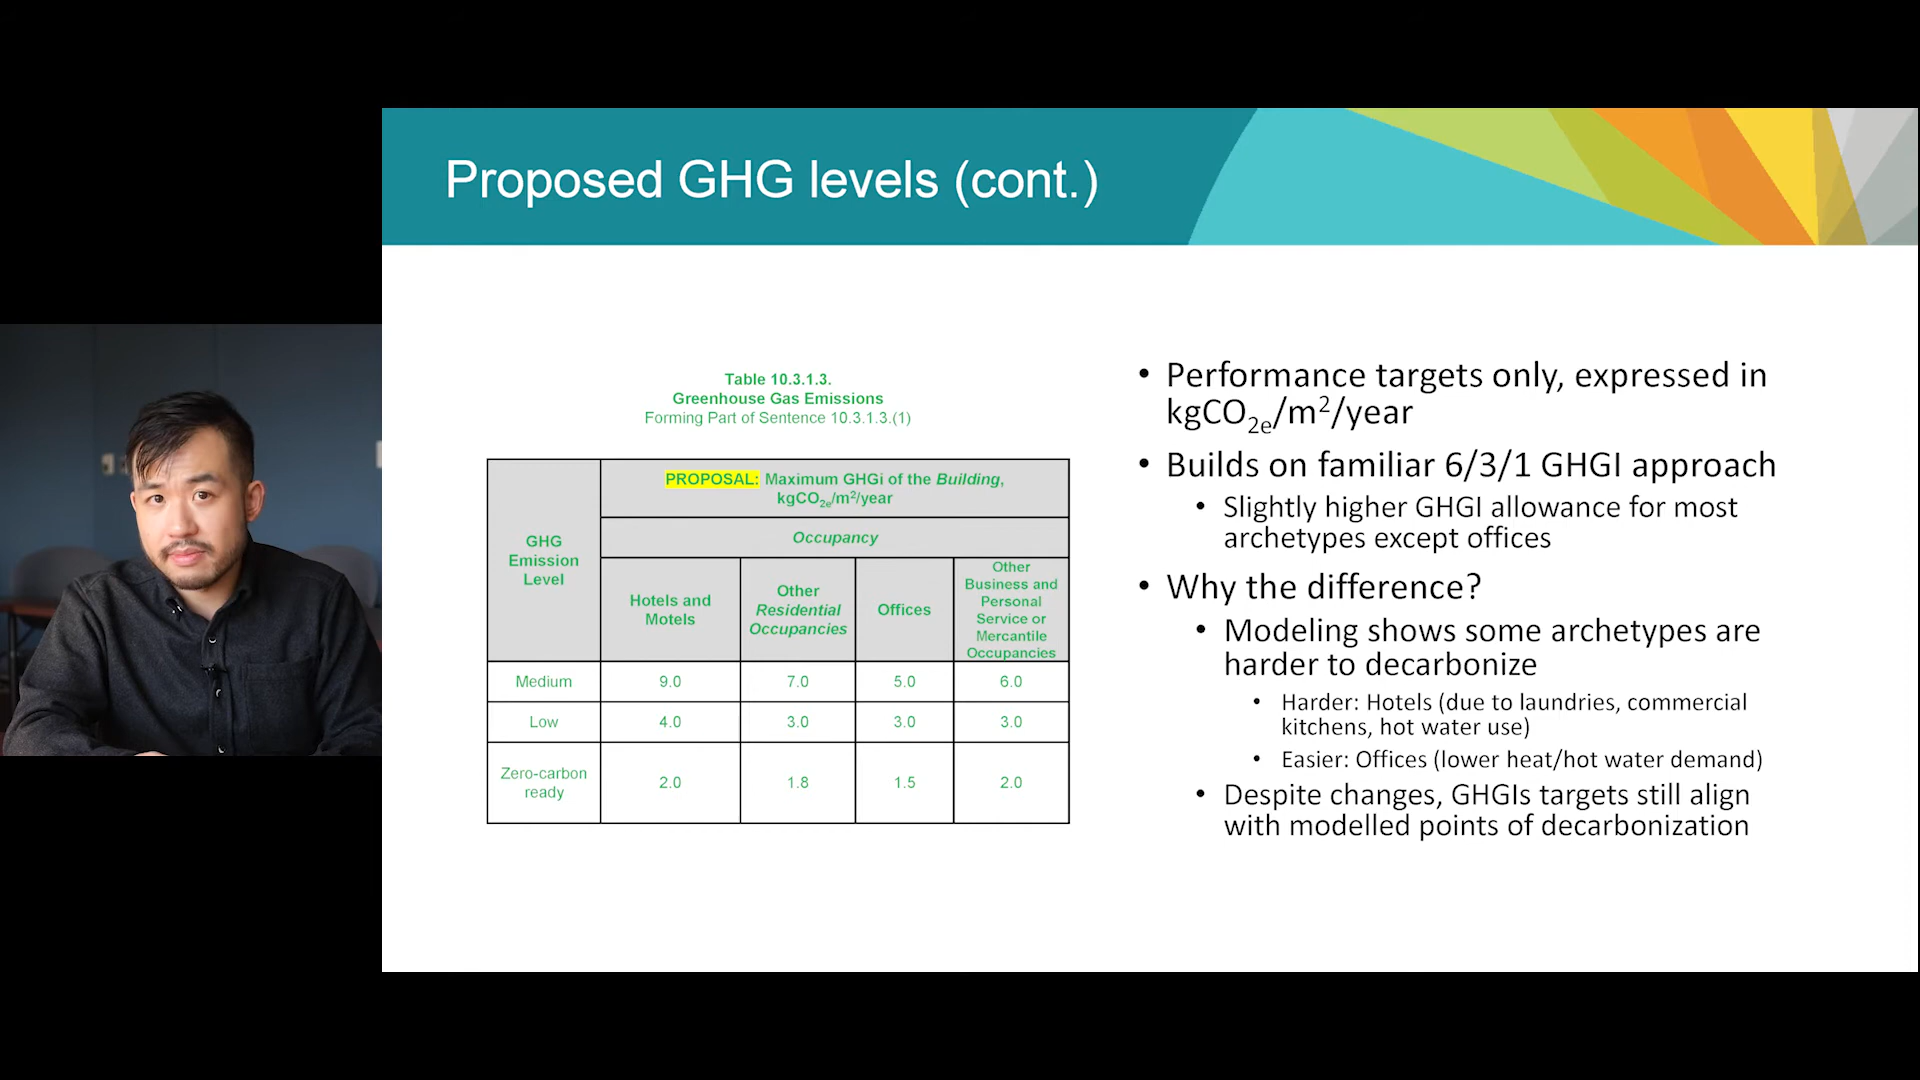 Proposed GHG levels (cont.)
Table 10.3.1.3.
Greenhouse Gas Emissions
Forming Part of Sentence 10.3.1.3.(1)
GHG
Emission
Level
PROPOSAL: Maximum GHGi of the Building,
kgCO2e/m²/year
Occupancy
Hotels and
Motels
Other
Residential
Occupancies
Offices
Other
Business and
Personal
Service or
Mercantile
Occupancies
Medium 9.0 7.0 5.0 6.0
Low 4.0 3.0 3.0 3.0
Zero-carbon
ready
2.0 1.8 1.5 2.0
• Performance targets only, expressed in
kgCO2e/m²/year
• Builds on familiar 6/3/1 GHGI approach
• Slightly higher GHGI allowance for most
archetypes except offices
• Why the difference?
• Modeling shows some archetypes are
harder to decarbonize
• Harder: Hotels (due to laundries, commercial
kitchens, hot water use)
• Easier: Offices (lower heat/hot water demand)
• Despite changes, GHGIs targets still align
with modelled points of decarbonization